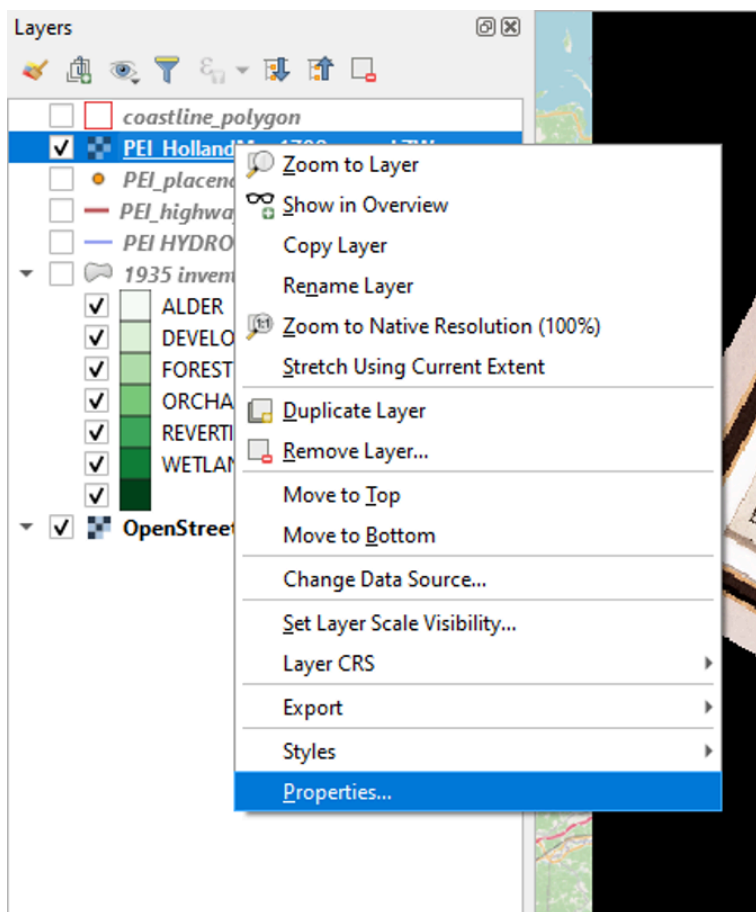 Layers
coastline_polygon
PEI_HollandM
Zoom to Layer
PEI_placen
Show in Overview
PEI_highwa
Copy Layer
PEI HYDRO
Rename Layer
1935 invent
Zoom to Native Resolution (100%)
ALDER
Stretch Using Current Extent
DEVELO
FOREST
Duplicate Layer
ORCHA
Remove Layer...
REVERTI
WETLAN
Move to Top
Move to Bottom
OpenStreet
Change Data Source...
Set Layer Scale Visibility...
Layer CRS
Export
Styles
Properties...